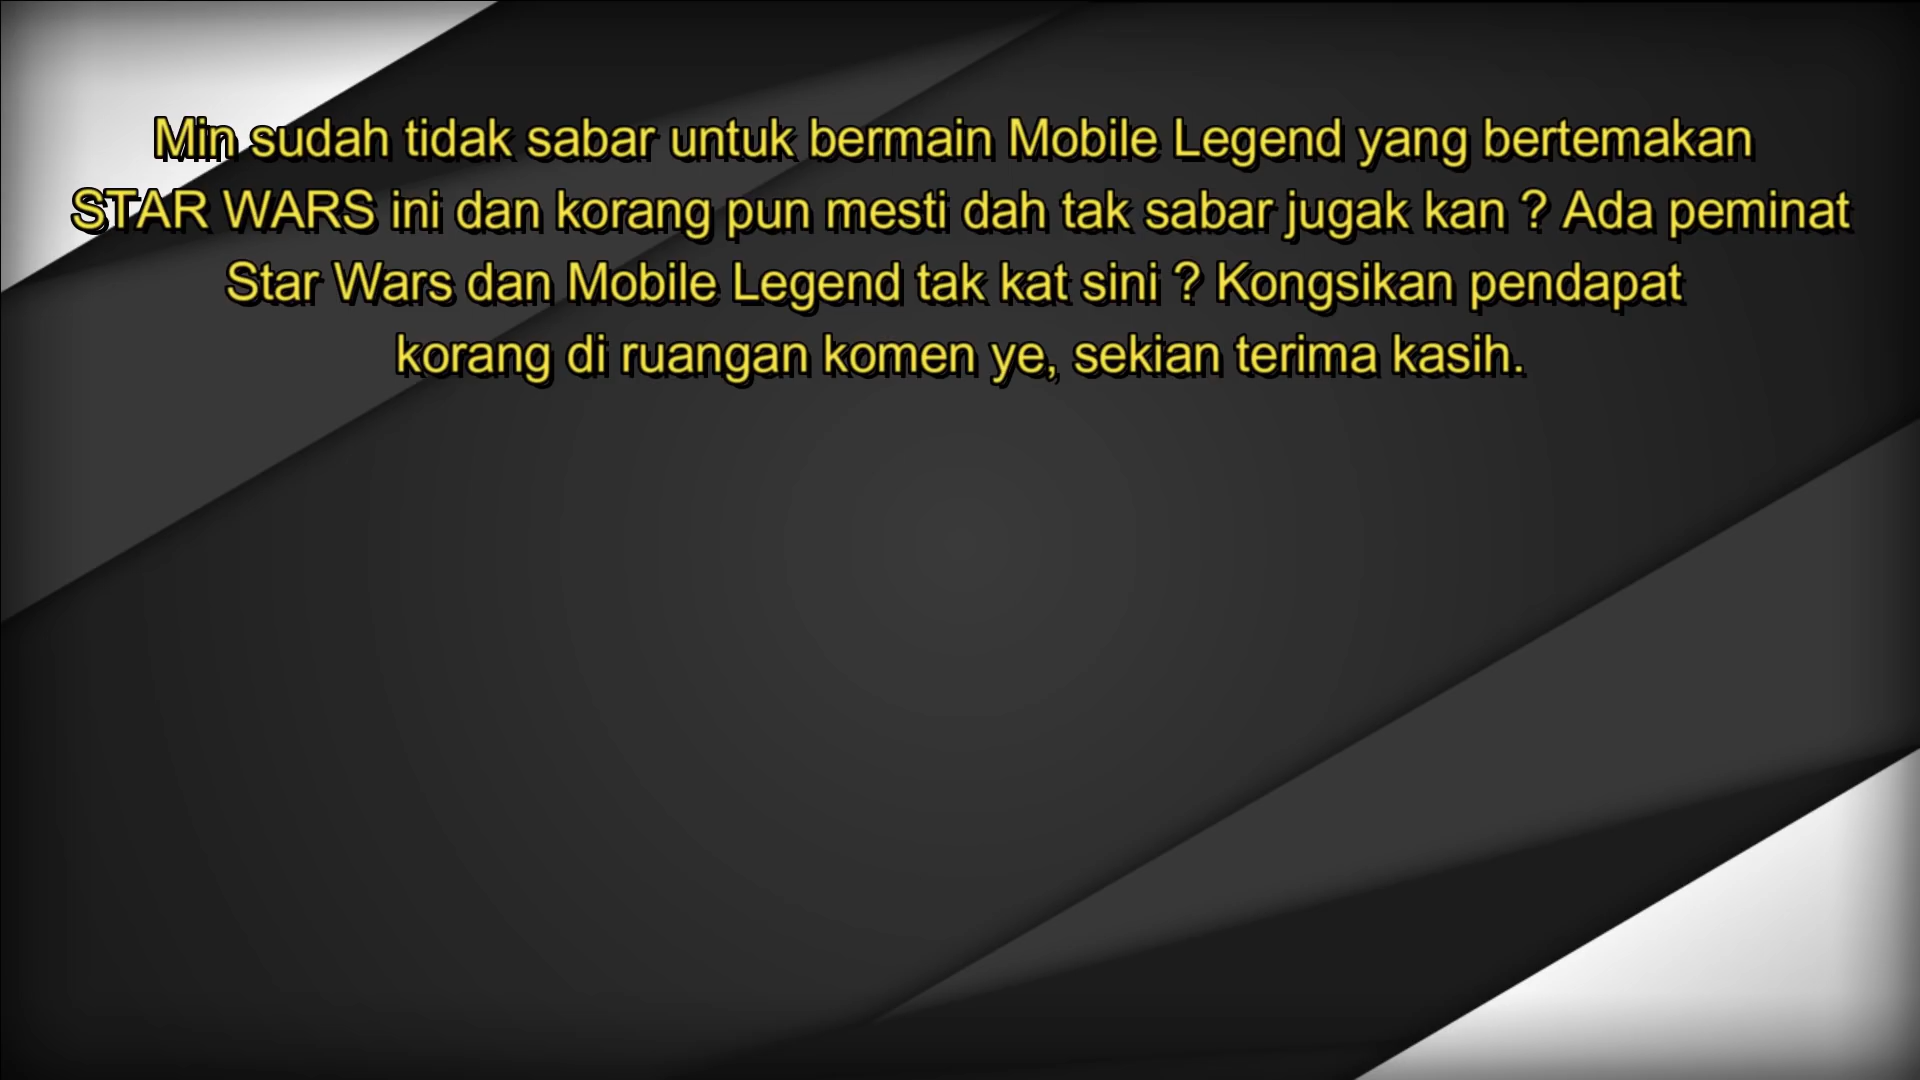 Min sudah tidak sabar untuk bermain Mobile Legend yang bertemakan
STAR WARS ini dan korang pun mesti dah tak sabar jugak kan ? Ada peminat
Star Wars dan Mobile Legend tak kat sini ? Kongsikan pendapat
korang di ruangan komen ye, sekian terima kasih.